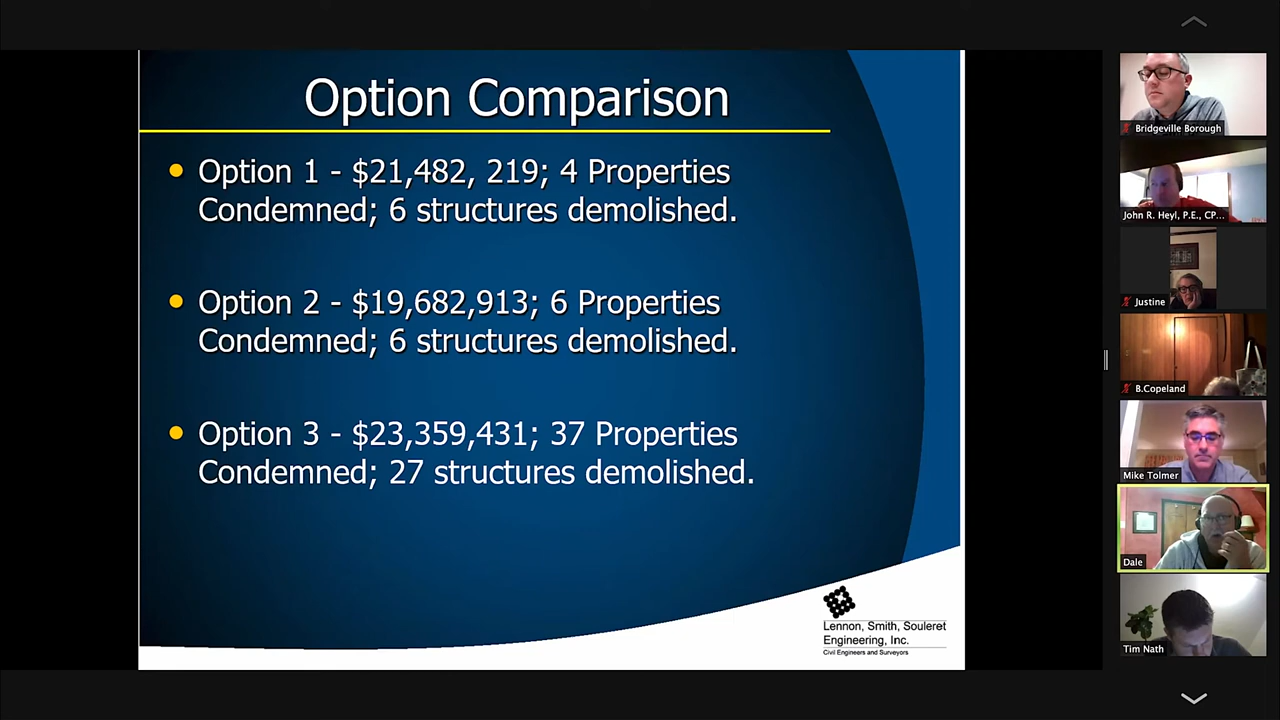 Option Comparison
Option 1 - $21,482, 219; 4 Properties
Condemned; 6 structures demolished.
Option 2 - $19,682,913; 6 Properties
Condemned; 6 structures demolished.
Option 3 - $23,359,431; 37 Properties
Condemned; 27 structures demolished.
Lennon, Smith, Souleret
Engineering, Inc.
Civil Engineers and Surveyors
Bridgeville Borough
John R. Heyl, P.E., CP...
Justine
B.Copeland
Mike Tolmer
Dale
Tim Nath